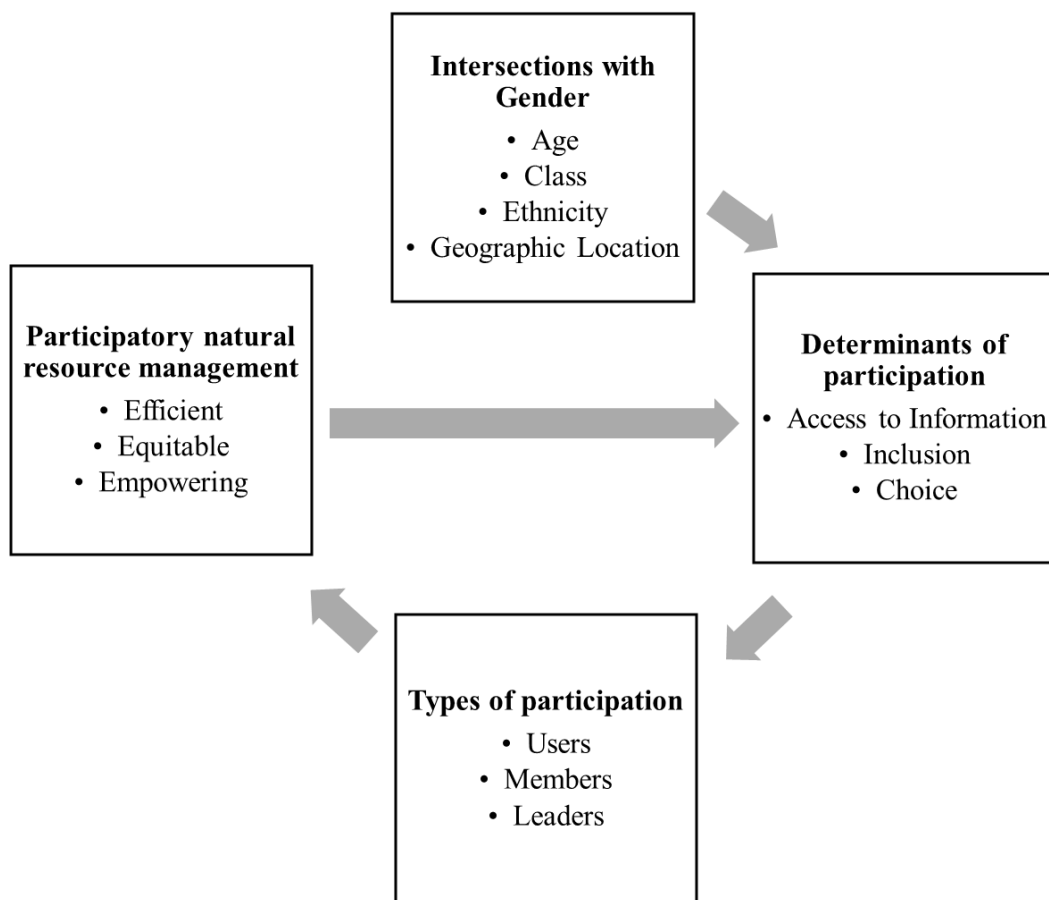 Intersections with
Gender
• Age
• Class
• Ethnicity
• Geographic Location
Participatory natural
resource management
• Efficient
• Equitable
• Empowering
Determinants of
participation
• Access to Information
• Inclusion
• Choice
Types of participation
• Users
• Members
• Leaders